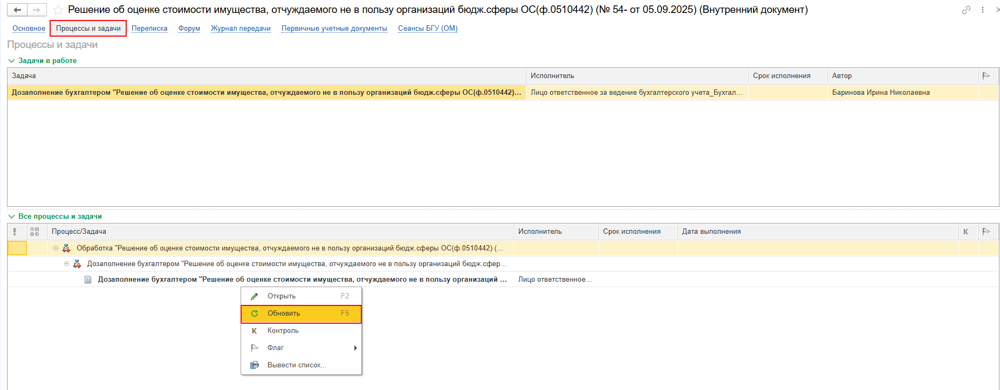 Решение об оценке стоимости имущества, отчуждаемого не в пользу организаций бюдж.сферы ОС(ф.0510442) (№ 54- от 05.09.2025) (Внутренний документ)
Основное Процессы и задачи Переписка Форум Журнал передачи Первичные учетные документы Сеансы БГУ (ОМ)
Процессы и задачи
Задачи в работе
Задача Исполнитель Срок исполнения Автор
Дозаполнение бухгалтером "Решение об оценке стоимости имущества, отчуждаемого не в пользу организаций бюдж.сферы ОС(ф.0510442)... Лицо ответственное за ведение бухгалтерского учета_Бухгал... Баринова Ирина Николаевна
Все процессы и задачи
Процесс/Задача Исполнитель Срок исполнения Дата выполнения К
Обработка "Решение об оценке стоимости имущества, отчуждаемого не в пользу организаций бюдж.сферы ОС(ф.0510442) (...
Дозаполнение бухгалтером "Решение об оценке стоимости имущества, отчуждаемого не в пользу организаций бюдж.сфер...
Дозаполнение бухгалтером "Решение об оценке стоимости имущества, отчуждаемого не в пользу организаций ... Лицо ответственное...
Открыть F2
Обновить F5
К Контроль
Флаг
Вывести список...